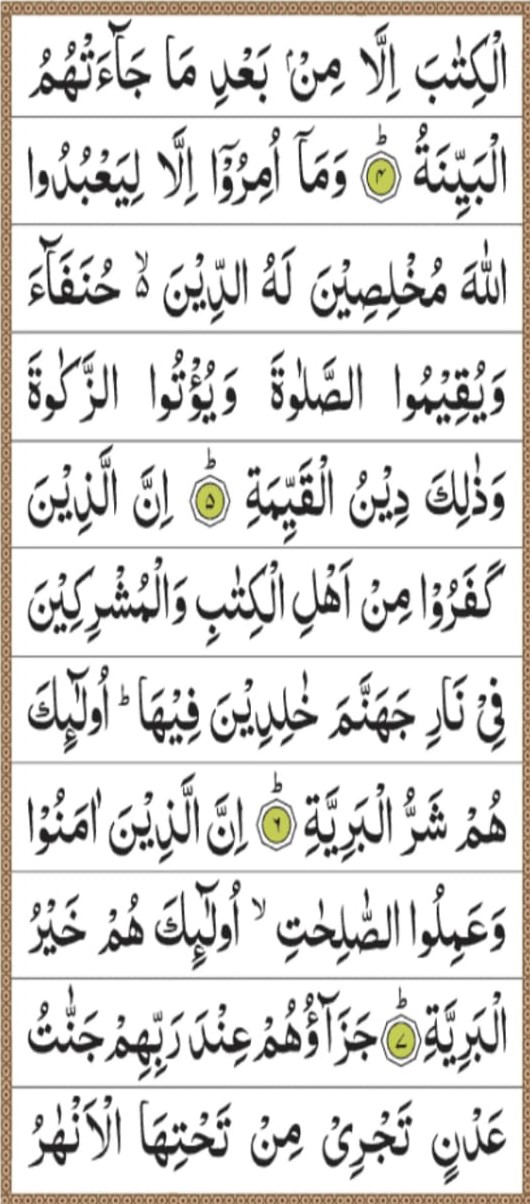 الْكِتٰبَ اِلَّا مِنْۢ بَعْدِ مَا جَآءَتْهُمُ
الْبَيِّنَةُ ؕ﴿۴﴾ وَمَاۤ اُمِرُوْۤا اِلَّا لِيَعْبُدُوا
اللّٰهَ مُخْلِصِيْنَ لَهُ الدِّيْنَ ۙ۬ حُنَفَآءَ
وَيُقِيْمُوا الصَّلٰوةَ وَيُؤْتُوا الزَّكٰوةَ
وَذٰلِكَ دِيْنُ الْقَيِّمَةِ ؕ﴿۵﴾ اِنَّ الَّذِيْنَ
كَفَرُوْا مِنْ اَهْلِ الْكِتٰبِ وَالْمُشْرِكِيْنَ
فِيْ نَارِ جَهَنَّمَ خٰلِدِيْنَ فِيْهَا ؕ اُولٰٓئِكَ
هُمْ شَرُّ الْبَرِيَّةِ ؕ﴿۶﴾ اِنَّ الَّذِيْنَ اٰمَنُوْا
وَعَمِلُوا الصّٰلِحٰتِ ۙ اُولٰٓئِكَ هُمْ خَيْرُ
الْبَرِيَّةِ ؕ﴿۷﴾ جَزَآؤُهُمْ عِنْدَ رَبِّهِمْ جَنّٰتُ
عَدْنٍ تَجْرِيْ مِنْ تَحْتِهَا الْاَنْهٰرُ